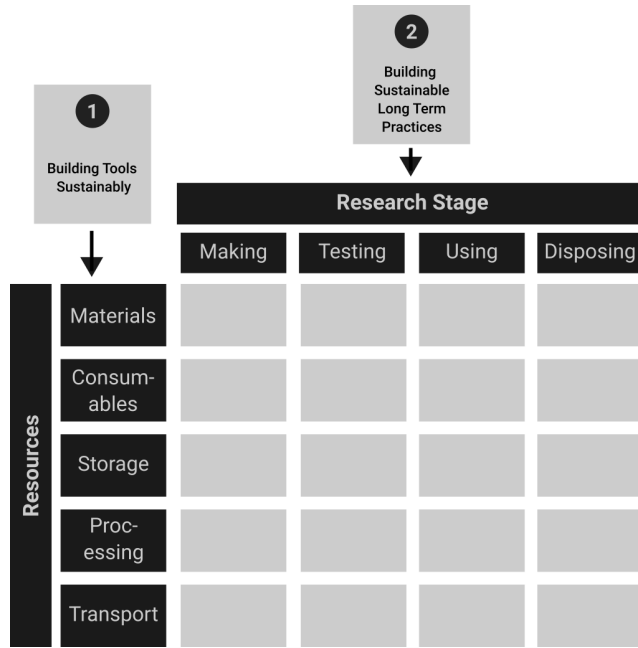 2
Building
Sustainable
Long Term
Practices
1
Building Tools
Sustainably
Research Stage
Making Testing Using Disposing
Resources
Materials
Consum-
ables
Storage
Proc-
essing
Transport